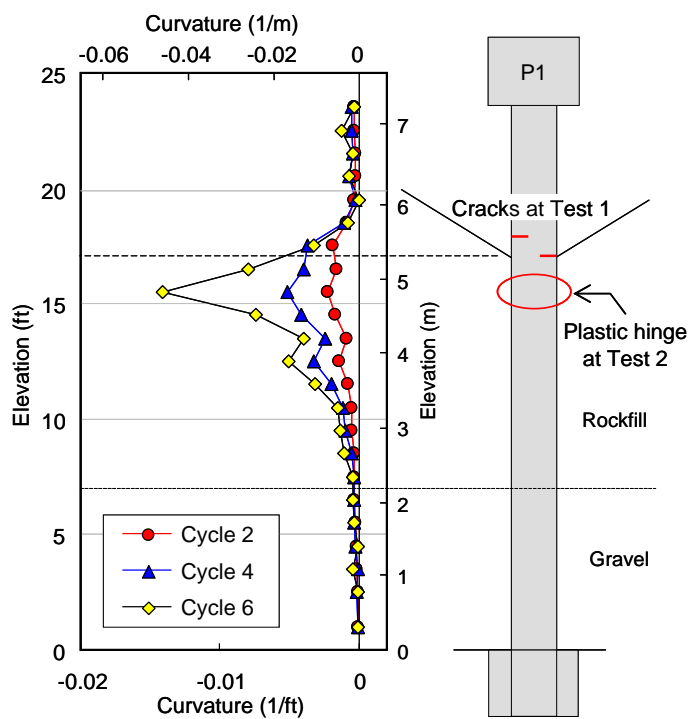 Curvature (1/m)
-0.06 -0.04 -0.02 0
25
20
15
10
5
0
Elevation (ft)
7
6
5
4
3
2
1
0
Elevation (m)
Cycle 2
Cycle 4
Cycle 6
-0.02 -0.01 0
Curvature (1/ft)
P1
Cracks at Test 1
Plastic hinge
at Test 2
Rockfill
Gravel